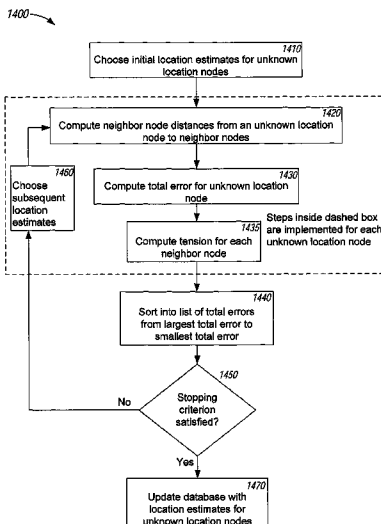 1400
1410
Choose initial location estimates for unknown
location nodes
1420
Compute neighbor node distances from an unknown location
node to neighbor nodes
1460
Choose
subsequent
location
estimates
1430
Compute total error for unknown location
node
1435
Compute tension for each
neighbor node
Steps inside dashed box
are implemented for each
unknown location node
1440
Sort into list of total errors
from largest total error to
smallest total error
1450
Stopping
criterion
satisfied?
No
Yes
1470
Update database with
location estimates for
unknown location nodes